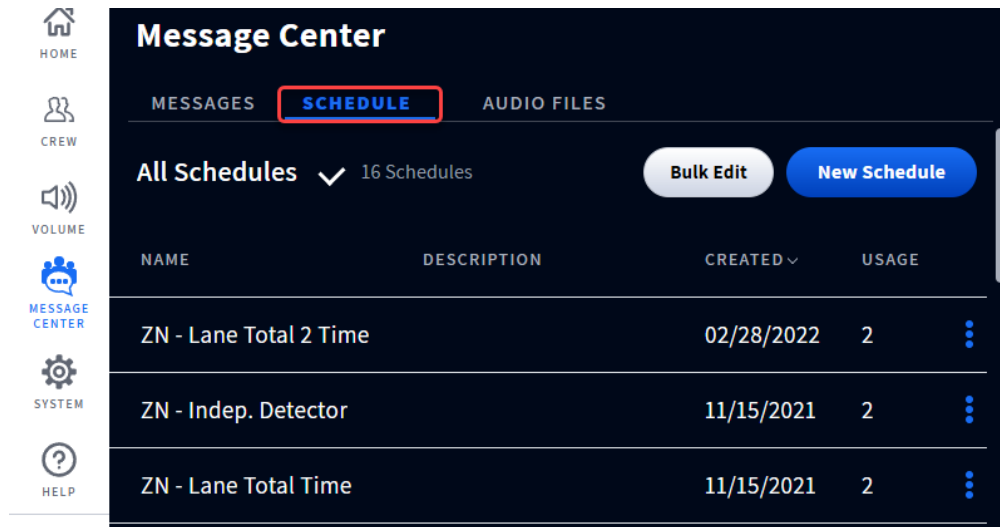 HOME
CREW
VOLUME
MESSAGE
CENTER
SYSTEM
HELP
Message Center
MESSAGES SCHEDULE AUDIO FILES
All Schedules 16 Schedules Bulk Edit New Schedule
NAME DESCRIPTION CREATED USAGE
ZN - Lane Total 2 Time 02/28/2022 2
ZN - Indep. Detector 11/15/2021 2
ZN - Lane Total Time 11/15/2021 2